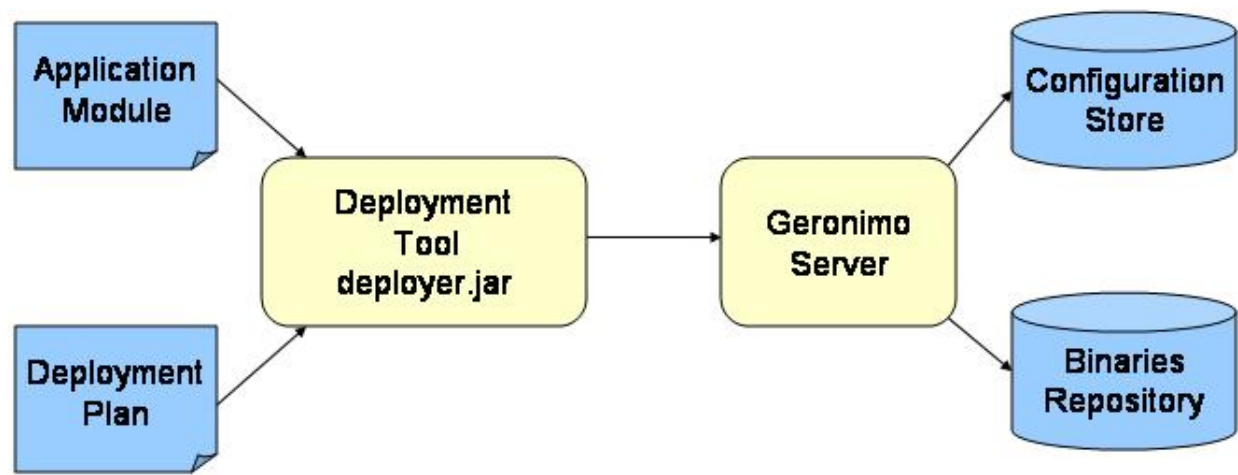 Application
Module
Deployment
Plan
Deployment
Tool
deployer.jar
Geronimo
Server
Configuration
Store
Binaries
Repository